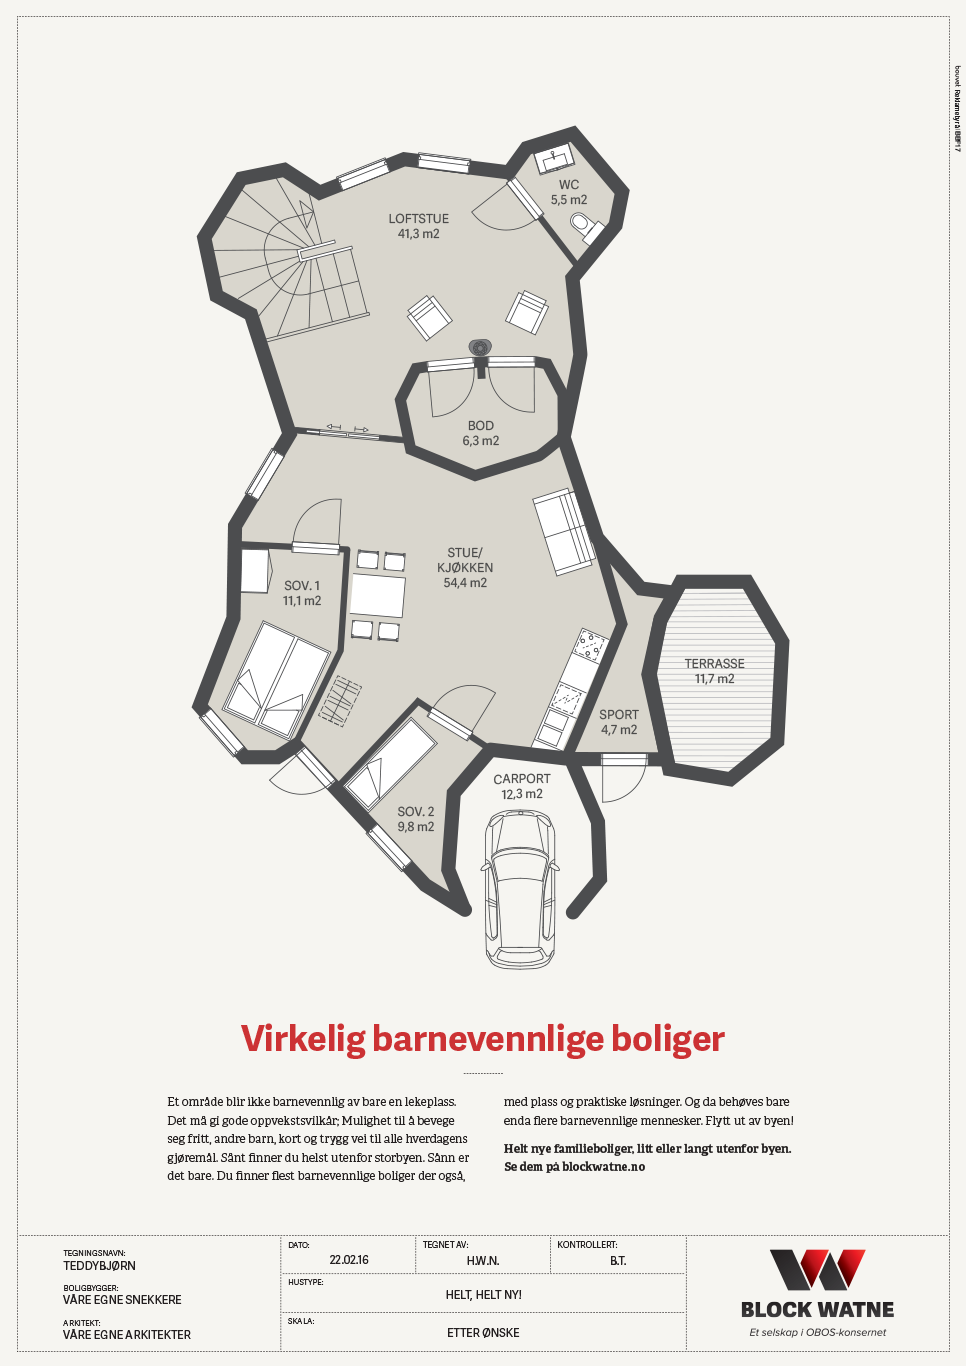 bouvet Reklamebyrå/BBF17
WC
5,5 m2
LOFTSTUE
41,3 m2
BOD
6,3 m2
STUE/
KJØKKEN
54,4 m2
SOV. 1
11,1 m2
TERRASSE
11,7 m2
SPORT
4,7 m2
CARPORT
12,3 m2
SOV. 2
9,8 m2
Virkelig barnevennlige boliger
Et område blir ikke barnevennlig av bare en lekeplass.
Det må gi gode oppvekstsvilkår; Mulighet til å bevege
seg fritt, andre barn, kort og trygg vei til alle hverdagens
gjøremål. Sånt finner du helst utenfor storbyen. Sånn er
det bare. Du finner flest barnevennlige boliger der også,
med plass og praktiske løsninger. Og da behøves bare
enda flere barnevennlige mennesker. Flytt ut av byen!
Helt nye familieboliger, litt eller langt utenfor byen.
Se dem på blockwatne.no
TEGNINGSNAVN:
TEDDYBJØRN
BOLIGBYGGER:
VÅRE EGNE SNEKKERE
ARKITEKT:
VÅRE EGNE ARKITEKTER
DATO:
22.02.16
TEGNET AV:
H.W.N.
KONTROLLERT:
B.T.
HUSTYPE:
HELT, HELT NY!
SKALA:
ETTER ØNSKE
BLOCK WATNE
Et selskap i OBOS-konsernet